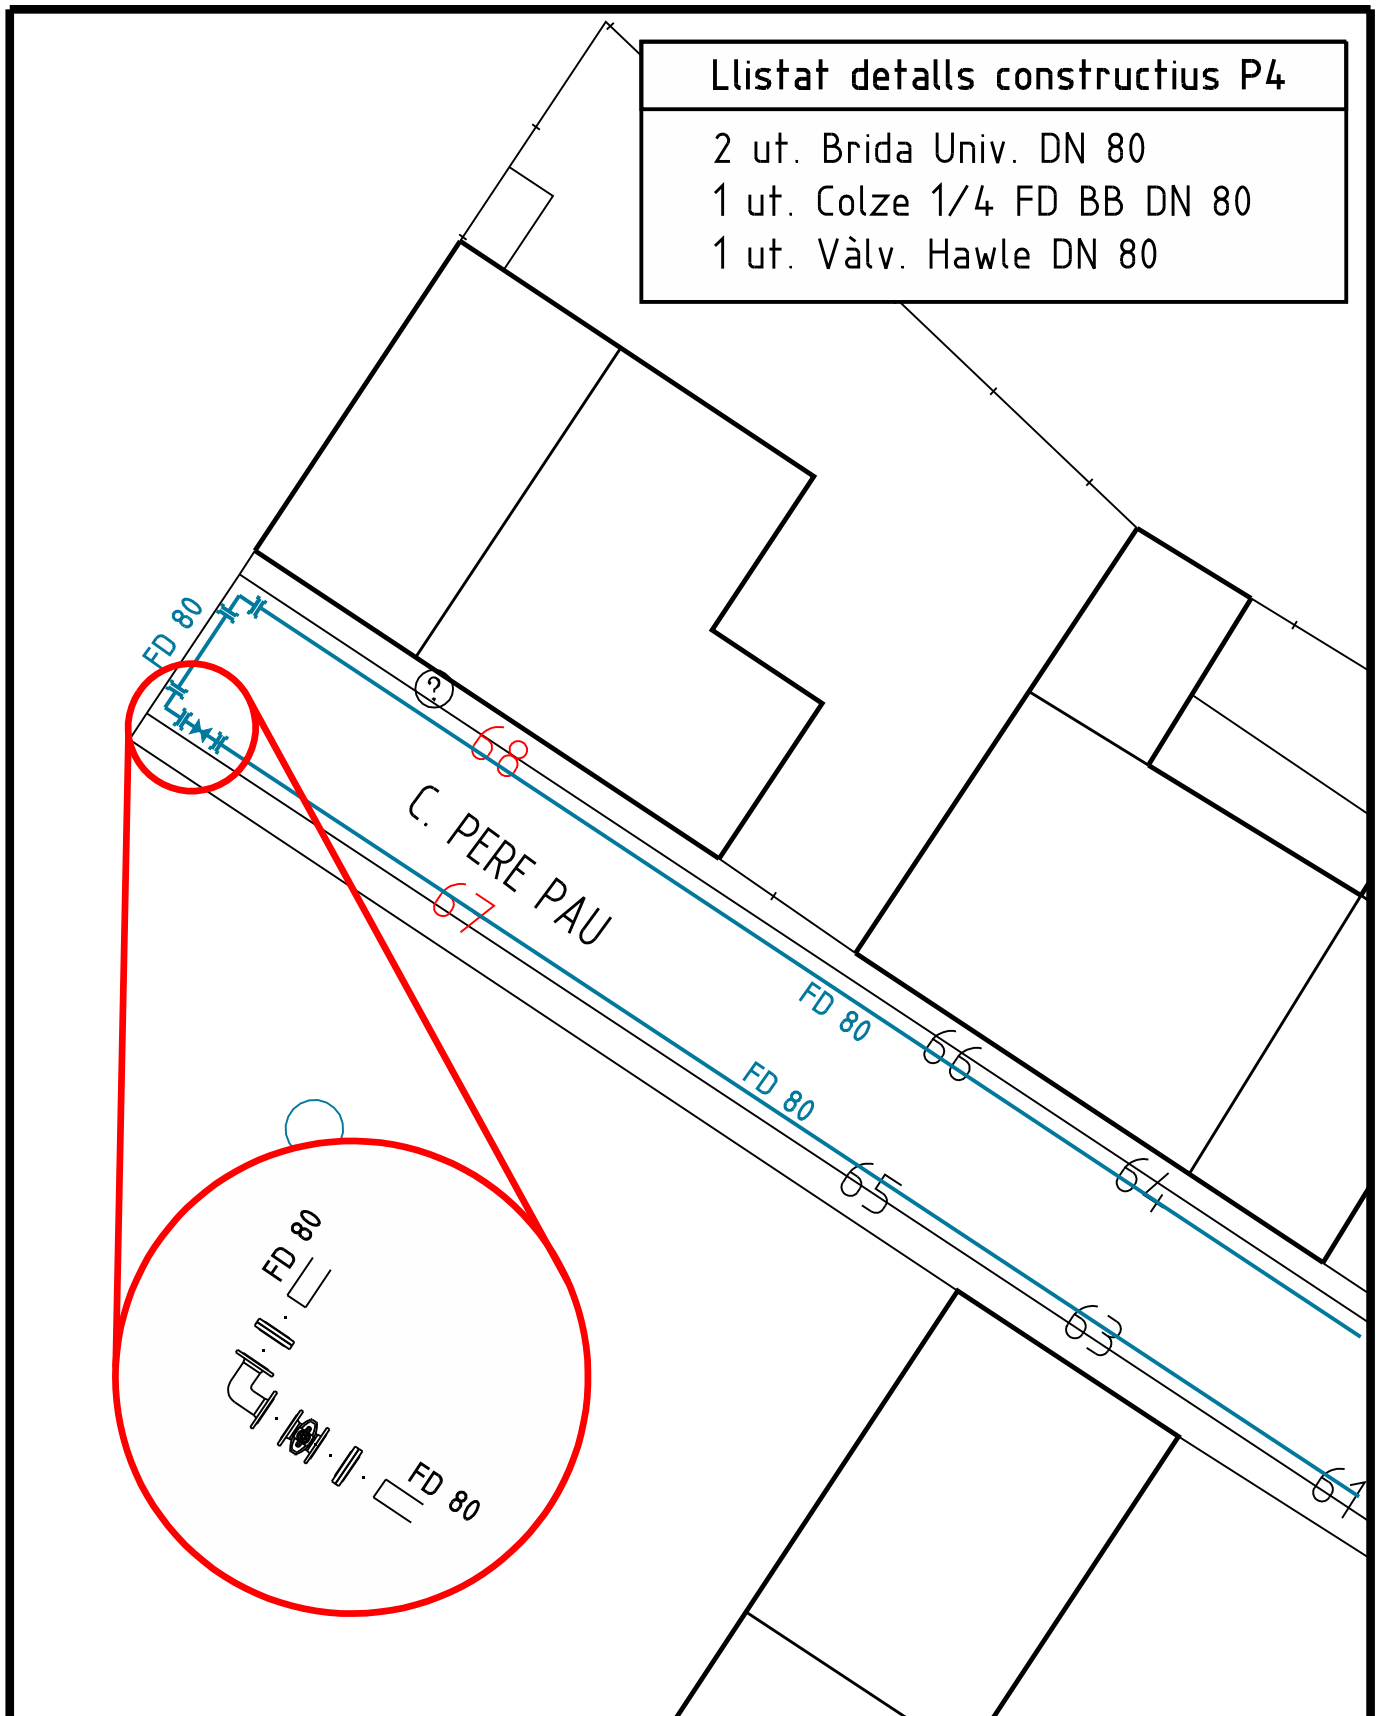 Llistat detalls constructius P4
2 ut. Brida Univ. DN 80
1 ut. Colze 1/4 FD BB DN 80
1 ut. Vàlv. Hawle DN 80
FD 80
?
68
C. PERE PAU
67
FD 80
66
FD 80
65
64
63
61
FD 80
FD 80